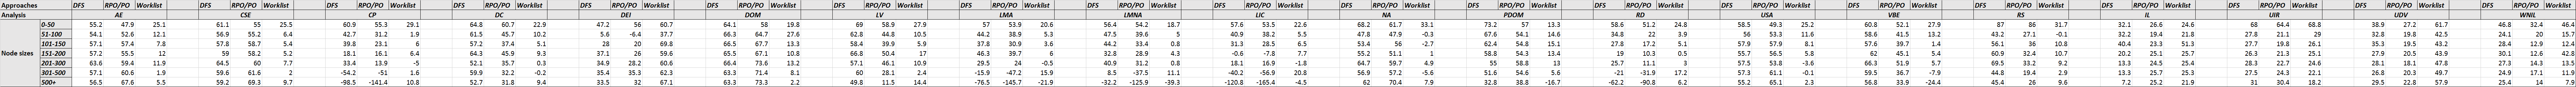 Approaches DFS RPO/PO Worklist DFS RPO/PO Worklist DFS RPO/PO Worklist DFS RPO/PO Worklist DFS RPO/PO Worklist DFS RPO/PO Worklist DFS RPO/PO Worklist DFS RPO/PO Worklist DFS RPO/PO Worklist DFS RPO/PO Worklist DFS RPO/PO Worklist DFS RPO/PO Worklist DFS RPO/PO Worklist DFS RPO/PO Worklist DFS RPO/PO Worklist DFS RPO/PO Worklist DFS RPO/PO Worklist DFS RPO/PO Worklist DFS RPO/PO Worklist DFS RPO/PO Worklist
Analysis AE CSE CP DC DEI DOM LV LMA LMNA LIC NA PDOM RD USA VBE RS IL UIR UDV WNIL
Node sizes
0-50 55.2 47.9 25.1 61.1 55 25.5 60.9 55.3 29.1 64.8 60.7 22.9 47.2 56 60.7 64.1 58 19.8 69 58.9 27.9 57 53.9 20.6 56.4 54.2 18.7 57.6 53.5 22.6 68.2 61.7 33.1 73.2 57 13.3 58.6 51.2 24.8 58.5 49.3 25.2 60.8 52.1 27.9 87 86 31.7 32.1 26.6 24.6 68 64.4 68.8 38.9 27.2 61.7 46.8 32.4 46.4
51-100 54.1 52.6 12.1 56.9 55.2 6.4 42.7 31.2 1.9 61.5 45.7 10.2 5.6 -6.4 37.7 66.3 64.7 27.6 62.8 44.8 10.5 44.2 38.9 5.3 47.5 39.6 5 40.9 38.2 5.5 47.8 47.9 -0.3 67.6 54.1 14.6 34.8 22 3.9 56 53.3 11.6 58.6 41.5 13.2 43.2 27.1 -0.1 32.2 19.4 21.8 27.8 21.1 29 32.8 19.8 42.5 24.1 20 15.7
101-150 57.1 57.4 7.8 57.8 58.7 5.4 39.8 23.1 6 57.2 37.4 5.1 28 20 69.8 66.5 67.7 13.3 58.4 39.9 5.9 37.8 30.9 3.6 44.2 33.4 0.8 31.3 28.5 6.5 53.4 56 -2.7 62.4 54.8 15.1 27.8 17.2 5.1 57.9 57.9 8.1 57.6 39.7 1.4 56.1 36 10.8 40.4 23.3 51.3 27.7 19.8 26.1 35.3 19.5 43.2 28.4 12.9 12.4
151-200 57.2 55.5 12 59 58.2 5.2 18.1 16.1 6.4 64.3 45.9 9.3 37.1 26 59.6 65.5 67.1 10.8 66.8 50.4 17 46.3 39.7 6 32.8 28.9 4.3 -0.6 -7.8 7.7 55.2 51.1 1 58.8 54.3 13.4 19 10.3 0.5 55.7 56.5 5.8 62 45.1 5.4 60.9 32.4 10.7 20.2 25.1 25.7 26.3 21.3 25.1 27.9 20.5 43.9 30.1 12.6 42.8
201-300 63.6 59.4 11.9 64.5 60 7.7 33.4 13.9 -5 52.1 35.7 0.3 34.9 28.2 60.6 66.4 73.6 13.2 57.1 46.1 10.9 29.5 24 -0.5 40.9 31.2 0.8 18.1 16.9 -1.8 64.7 59.7 4.9 55 58.8 13 25.7 11.1 3 58.4 53.8 -3.6 66.3 51.9 5.7 69.5 33.2 9.2 13.3 24.5 25.4 28.3 22.7 24.6 28.1 18.1 47.8 27.3 14.3 13.5
301-500 57.1 60.6 1.9 59.6 61.6 2 -54.2 -51 1.6 59.9 32.2 -0.2 35.4 35.3 62.3 63.3 71.4 8.1 60 28.1 2.4 -15.9 -47.2 15.9 8.5 -37.5 11.1 -40.2 -56.9 20.8 56.9 57.2 -5.6 51.6 54.6 5.6 -21 -31.9 17.2 57.3 61.1 -0.1 59.5 36.7 -7.9 44.8 19.4 2.9 13.3 25.7 25.3 27.5 24.3 22.1 26.8 20.3 49.7 24.9 17.1 11.9
500+ 56.5 67.6 5.5 59.2 69.3 9.7 -98.5 -141.4 10.8 52.7 31.8 9.4 33.5 32 67.1 63.3 73.3 2.2 49.8 11.5 14.4 -76.5 -145.7 -21.9 -32.2 -125.9 -39.3 -120.8 -165.4 -4.5 62 70.4 7.9 32.8 38.8 -16.7 -62.2 -90.8 6.2 55.2 65.1 2.3 56.8 33.9 -24.4 45.4 26 9.6 7.2 25.2 21.9 31 30.4 18.2 29.5 22.8 57.9 25.4 14 7.9